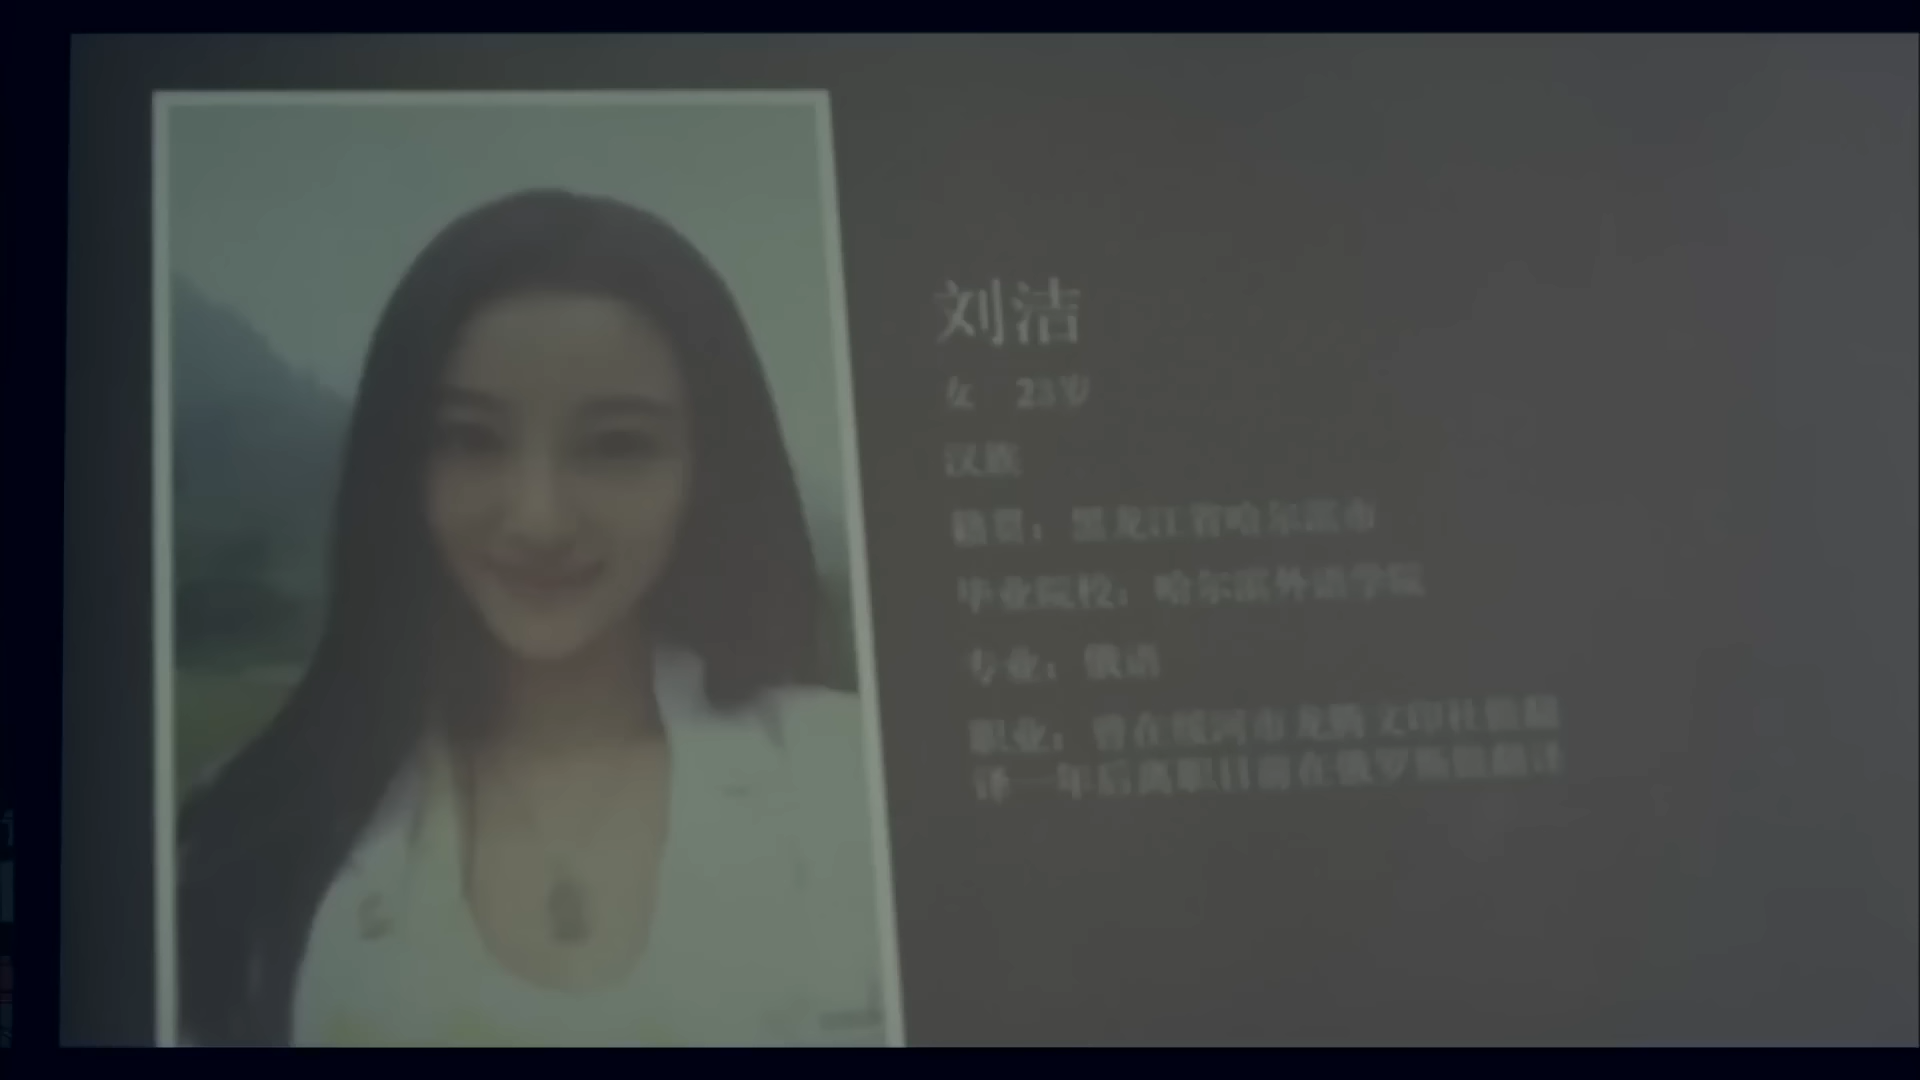 刘洁
女 23岁
汉族
籍贯：黑龙江省哈尔滨市
毕业院校：哈尔滨外语学院
专业：俄语
职业：曾在绥河市龙腾文印社做翻
译一年后离职目前在俄罗斯做翻译